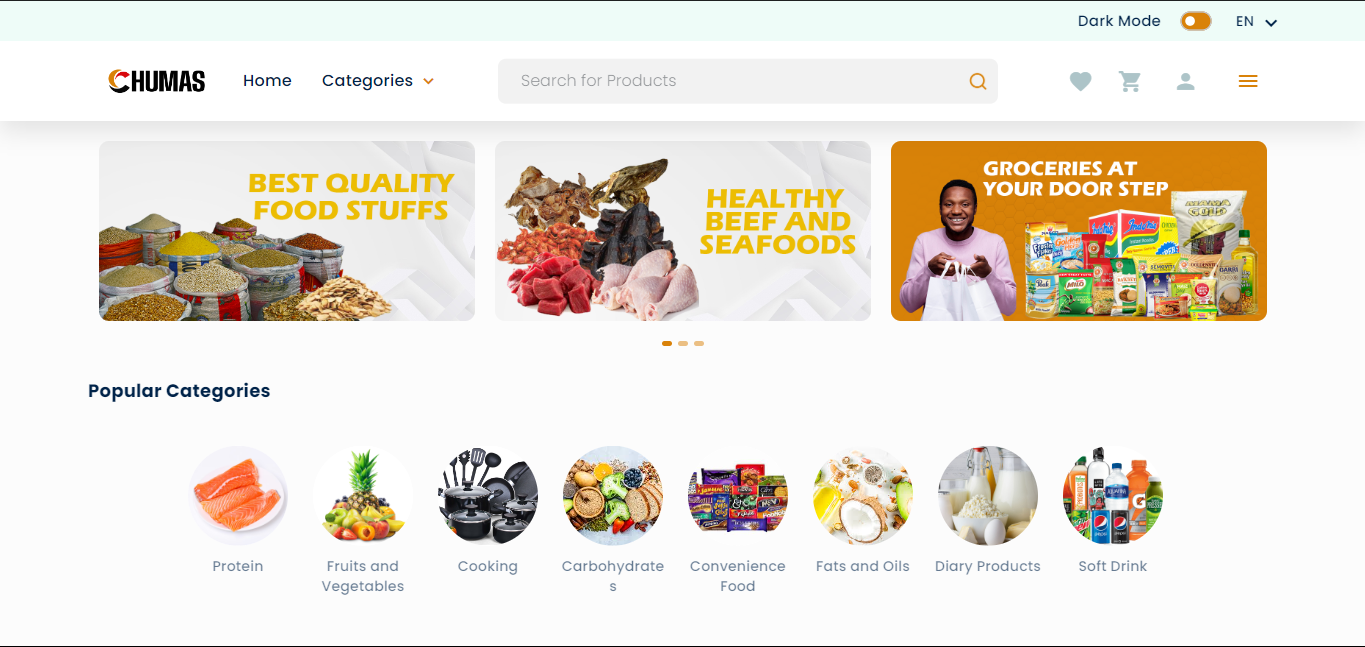 Dark Mode
EN
CHUMAS
Home
Categories
Search for Products
BEST QUALITY
FOOD STUFFS
HEALTHY
BEEF AND
SEAFOODS
GROCERIES AT
YOUR DOOR STEP
MILO
Popular Categories
Protein
Fruits and
Vegetables
Cooking
Carbohydrate
s
Convenience
Food
Fats and Oils
Diary Products
Soft Drink